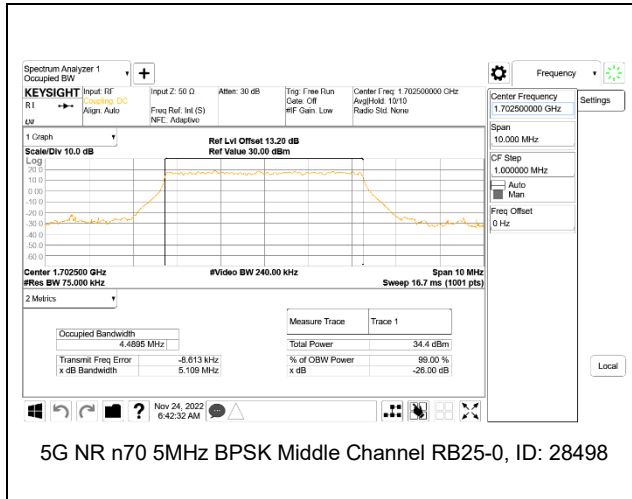 Spectrum Analyzer 1
Occupied BW
KEYSIGHT Input: RF Input Z: 50 Ω Atten: 30 dB Trig: Free Run Center Freq: 1.702500000 GHz
Coupling: DC Gate: Off Avg|Hold: 10/10
Align: Auto Freq Ref: Int (S) #IF Gain: Low Radio Std: None
NFE: Adaptive
Frequency
Settings
Center Frequency
1.702500000 GHz
Span
10.000 MHz
CF Step
1.000000 MHz
Auto
Man
Freq Offset
0 Hz
Local
1 Graph
Scale/Div 10.0 dB
Ref Lvl Offset 13.20 dB
Ref Value 30.00 dBm
Log
20.0
10.0
0.00
-10.0
-20.0
-30.0
-40.0
-50.0
-60.0
Center 1.702500 GHz #Video BW 240.00 kHz Span 10 MHz
#Res BW 75.000 kHz Sweep 16.7 ms (1001 pts)
2 Metrics
Measure Trace Trace 1
Occupied Bandwidth
4.4895 MHz
Total Power 34.4 dBm
Transmit Freq Error -8.613 kHz % of OBW Power 99.00 %
x dB Bandwidth 5.109 MHz x dB -26.00 dB
Nov 24, 2022
6:42:32 AM
5G NR n70 5MHz BPSK Middle Channel RB25-0, ID: 28498